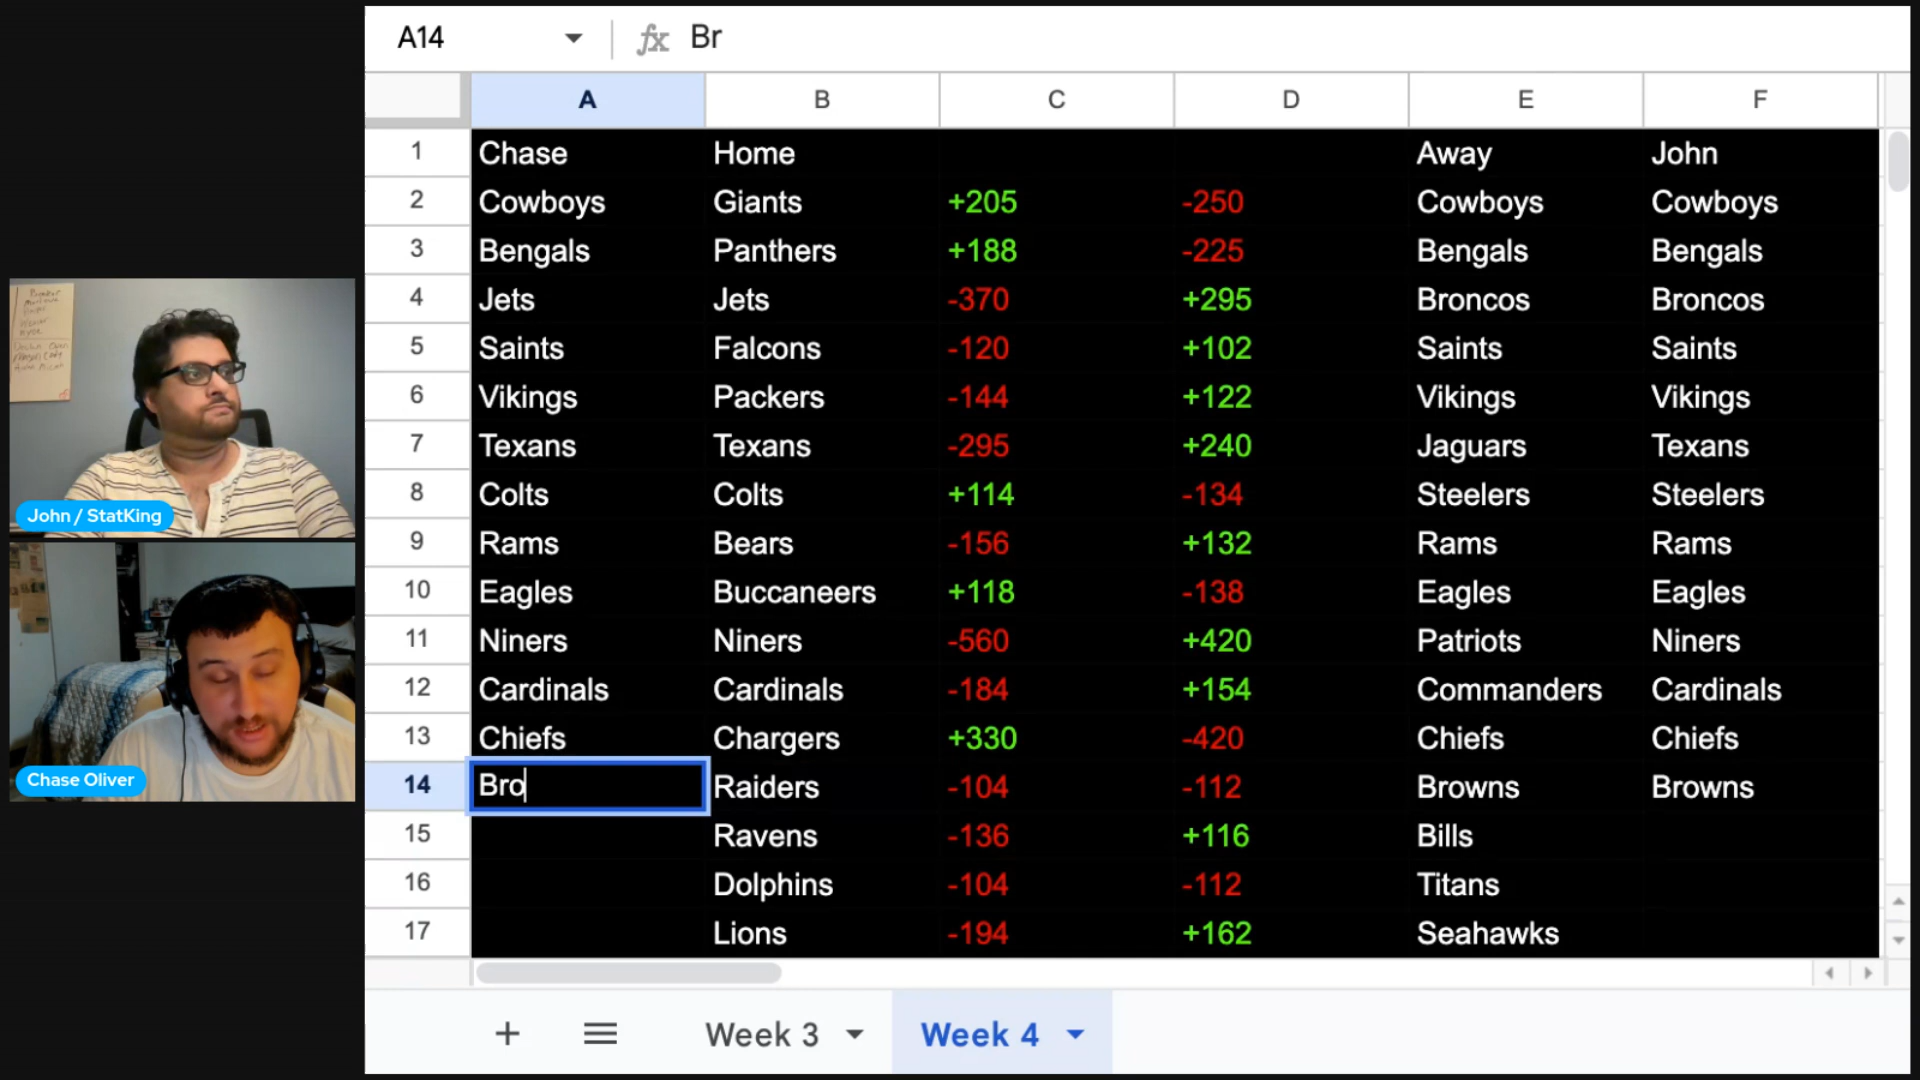 A14 fx Br
A B C D E F
1 Chase Home Away John
2 Cowboys Giants +205 -250 Cowboys Cowboys
3 Bengals Panthers +188 -225 Bengals Bengals
4 Jets Jets -370 +295 Broncos Broncos
5 Saints Falcons -120 +102 Saints Saints
6 Vikings Packers -144 +122 Vikings Vikings
7 Texans Texans -295 +240 Jaguars Texans
8 Colts Colts +114 -134 Steelers Steelers
9 Rams Bears -156 +132 Rams Rams
10 Eagles Buccaneers +118 -138 Eagles Eagles
11 Niners Niners -560 +420 Patriots Niners
12 Cardinals Cardinals -184 +154 Commanders Cardinals
13 Chiefs Chargers +330 -420 Chiefs Chiefs
14 Bro Raiders -104 -112 Browns Browns
15 Ravens -136 +116 Bills
16 Dolphins -104 -112 Titans
17 Lions -194 +162 Seahawks
Week 3 Week 4
John / StatKing
Chase Oliver